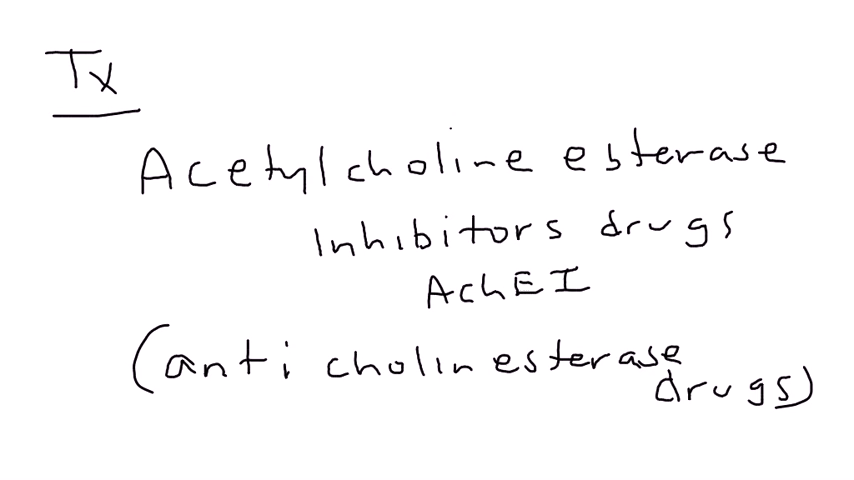 Tx
Acetylcholine esterase
Inhibitors drugs
AchEI
(anti cholinesterase
drugs)